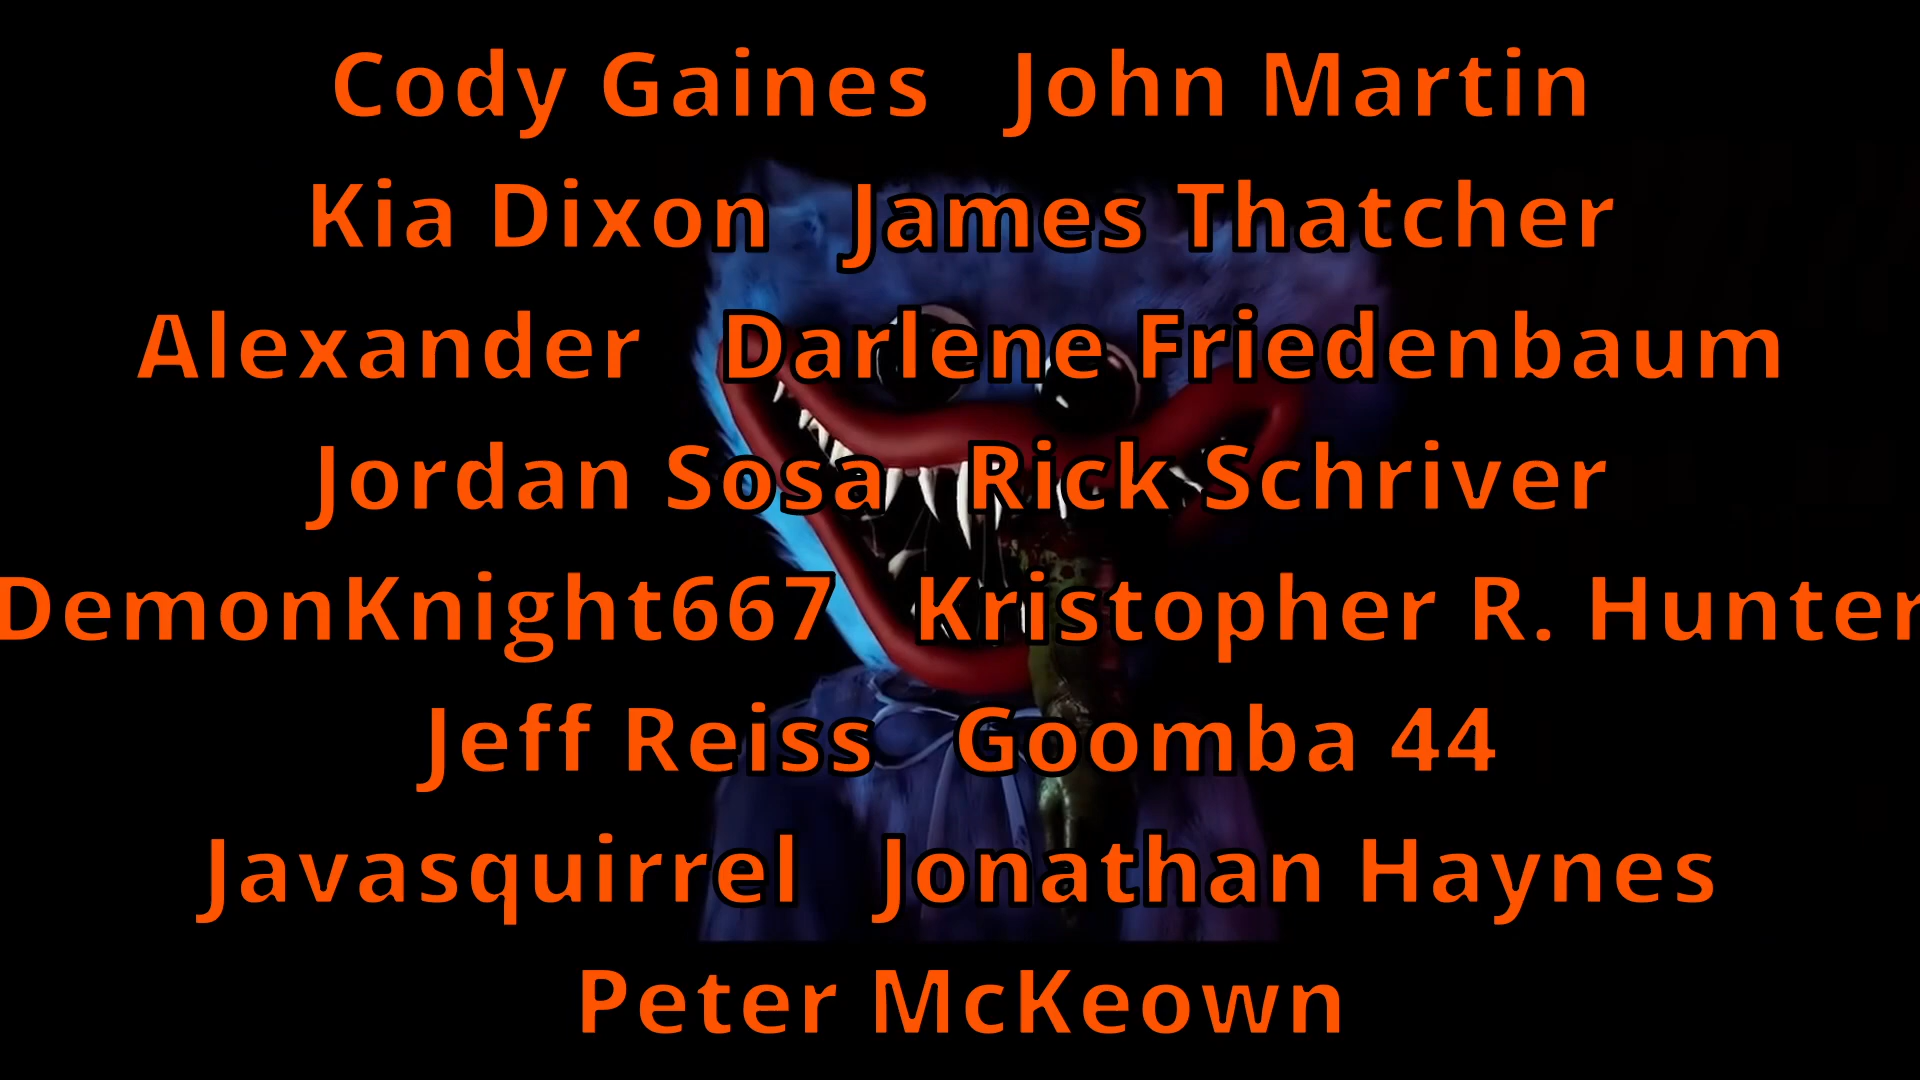 Cody Gaines   John Martin
Kia Dixon   James Thatcher
Alexander   Darlene Friedenbaum
Jordan Sosa   Rick Schriver
DemonKnight667   Kristopher R. Hunter
Jeff Reiss   Goomba 44
Javasquirrel   Jonathan Haynes
Peter McKeown